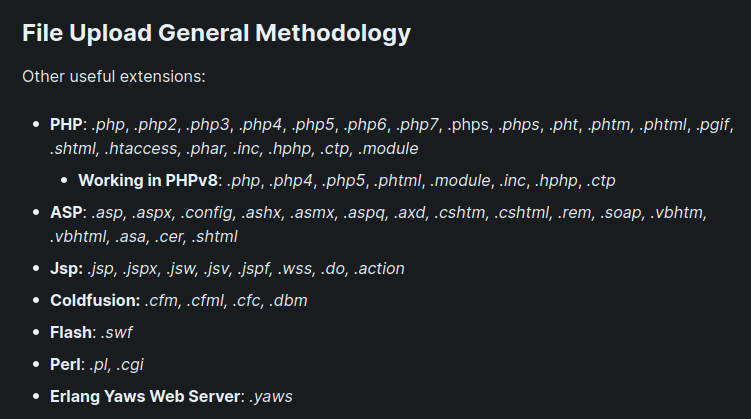 File Upload General Methodology
Other useful extensions:
• PHP: .php, .php2, .php3, .php4, .php5, .php6, .php7, .phps, .phps, .pht, .phtm, .phtml, .pgif,
.shtml, .htaccess, .phar, .inc, .hphp, .ctp, .module
• Working in PHPv8: .php, .php4, .php5, .phtml, .module, .inc, .hphp, .ctp
• ASP: .asp, .aspx, .config, .ashx, .asmx, .aspq, .axd, .cshtm, .cshtml, .rem, .soap, .vbhtm,
.vbhtml, .asa, .cer, .shtml
• Jsp: .jsp, .jspx, .jsw, .jsv, .jspf, .wss, .do, .action
• Coldfusion: .cfm, .cfml, .cfc, .dbm
• Flash: .swf
• Perl: .pl, .cgi
• Erlang Yaws Web Server: .yaws